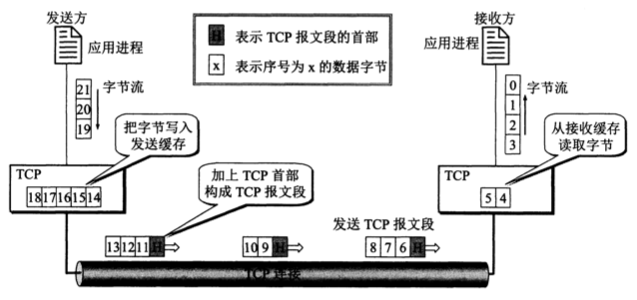 发送方
接收方
应用进程
应用进程
H 表示 TCP 报文段的首部
x 表示序号为 x 的数据字节
21
20
19
字节流
0
1
2
3
字节流
把字节写入
发送缓存
从接收缓存
读取字节
TCP
18 17 16 15 14
加上 TCP 首部
构成 TCP 报文段
TCP
5 4
发送 TCP 报文段
13 12 11 H
10 9 H
8 7 6 H
TCP 连接